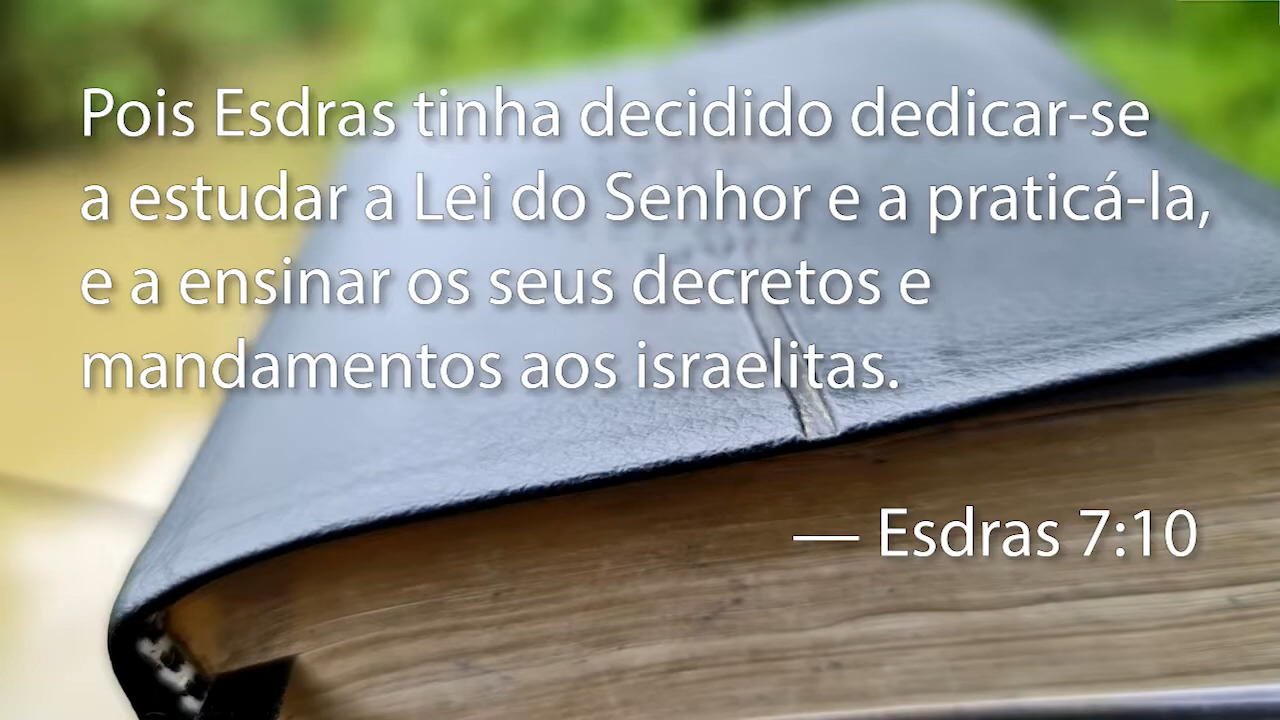 Pois Esdras tinha decidido dedicar-se
a estudar a Lei do Senhor e a praticá-la,
e a ensinar os seus decretos e
mandamentos aos israelitas.
— Esdras 7:10